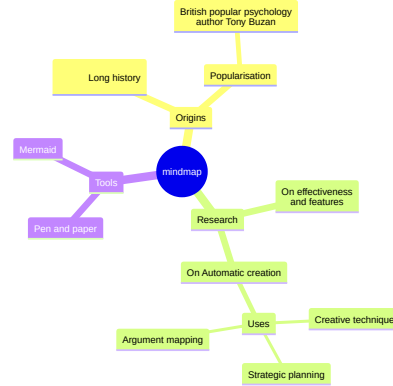 British popular psychology
author Tony Buzan
Long history
Popularisation
Origins
Mermaid
mindmap
Tools
On effectiveness
and features
Research
Pen and paper
On Automatic creation
Creative technique
Uses
Argument mapping
Strategic planning